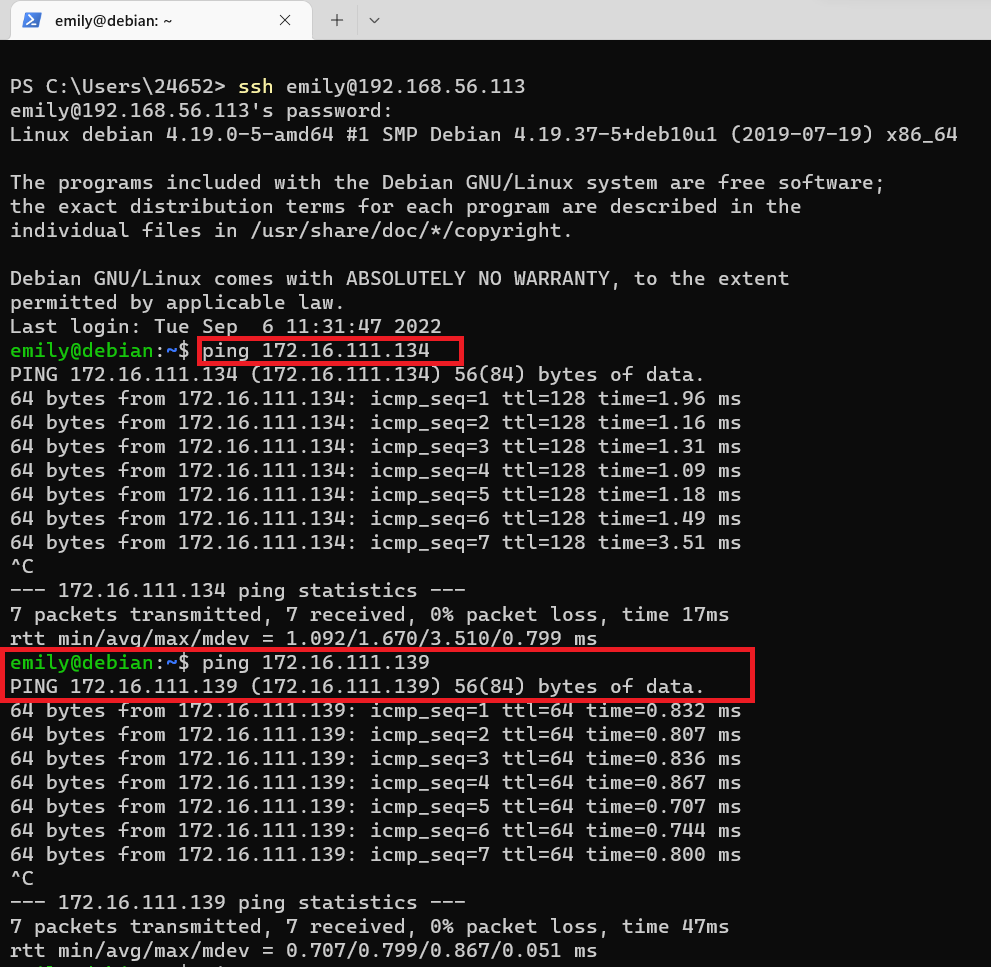 emily@debian: ~
PS C:\Users\24652> ssh emily@192.168.56.113
emily@192.168.56.113's password:
Linux debian 4.19.0-5-amd64 #1 SMP Debian 4.19.37-5+deb10u1 (2019-07-19) x86_64
The programs included with the Debian GNU/Linux system are free software;
the exact distribution terms for each program are described in the
individual files in /usr/share/doc/*/copyright.
Debian GNU/Linux comes with ABSOLUTELY NO WARRANTY, to the extent
permitted by applicable law.
Last login: Tue Sep  6 11:31:47 2022
emily@debian:~$ ping 172.16.111.134
PING 172.16.111.134 (172.16.111.134) 56(84) bytes of data.
64 bytes from 172.16.111.134: icmp_seq=1 ttl=128 time=1.96 ms
64 bytes from 172.16.111.134: icmp_seq=2 ttl=128 time=1.16 ms
64 bytes from 172.16.111.134: icmp_seq=3 ttl=128 time=1.31 ms
64 bytes from 172.16.111.134: icmp_seq=4 ttl=128 time=1.09 ms
64 bytes from 172.16.111.134: icmp_seq=5 ttl=128 time=1.18 ms
64 bytes from 172.16.111.134: icmp_seq=6 ttl=128 time=1.49 ms
64 bytes from 172.16.111.134: icmp_seq=7 ttl=128 time=3.51 ms
^C
--- 172.16.111.134 ping statistics ---
7 packets transmitted, 7 received, 0% packet loss, time 17ms
rtt min/avg/max/mdev = 1.092/1.670/3.510/0.799 ms
emily@debian:~$ ping 172.16.111.139
PING 172.16.111.139 (172.16.111.139) 56(84) bytes of data.
64 bytes from 172.16.111.139: icmp_seq=1 ttl=64 time=0.832 ms
64 bytes from 172.16.111.139: icmp_seq=2 ttl=64 time=0.807 ms
64 bytes from 172.16.111.139: icmp_seq=3 ttl=64 time=0.836 ms
64 bytes from 172.16.111.139: icmp_seq=4 ttl=64 time=0.867 ms
64 bytes from 172.16.111.139: icmp_seq=5 ttl=64 time=0.707 ms
64 bytes from 172.16.111.139: icmp_seq=6 ttl=64 time=0.744 ms
64 bytes from 172.16.111.139: icmp_seq=7 ttl=64 time=0.800 ms
^C
--- 172.16.111.139 ping statistics ---
7 packets transmitted, 7 received, 0% packet loss, time 47ms
rtt min/avg/max/mdev = 0.707/0.799/0.867/0.051 ms